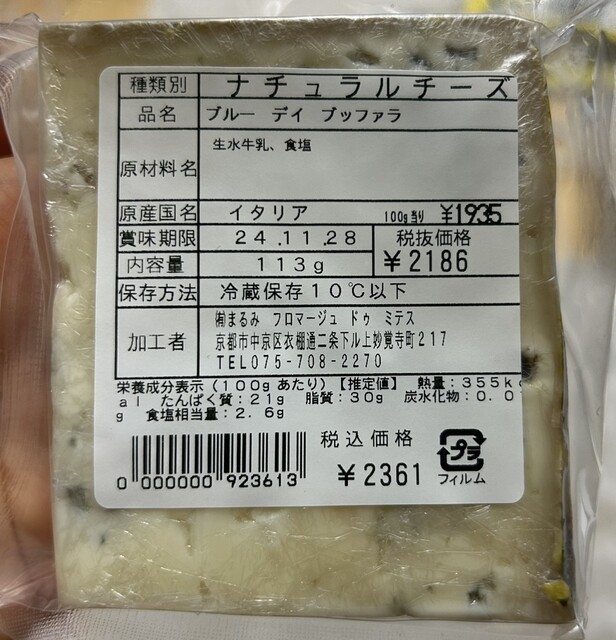 種類別 ナチュラルチーズ
品名 ブルー デイ ブッファラ
原材料名 生水牛乳、食塩
原産国名 イタリア 100g当り ¥1935
賞味期限 24.11.28 税抜価格
内容量 113g ¥2186
保存方法 冷蔵保存10℃以下
加工者 ㈲まるみ フロマージュ ドゥ ミテス
京都市中京区衣棚通二条下ル上妙覚寺町217
TEL075-708-2270
栄養成分表示(100gあたり)【推定値】 熱量:355kc
al たんぱく質:21g 脂質:30g 炭水化物:0.0
g 食塩相当量:2.6g
税込価格
0 000000 923613 ¥2361
プラ
フィルム